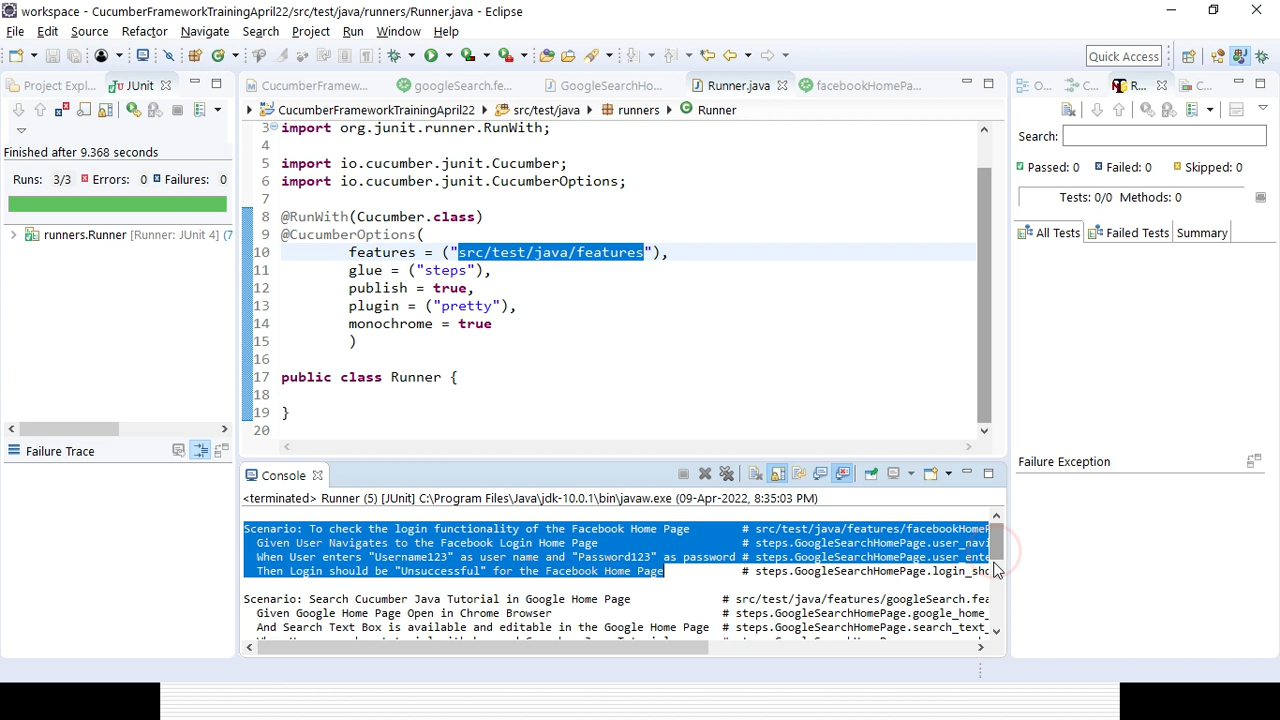 workspace - CucumberFrameworkTrainingApril22/src/test/java/runners/Runner.java - Eclipse
File Edit Source Refactor Navigate Search Project Run Window Help
Quick Access
Project Expl... JUnit
CucumberFramew... googleSearch.fe... GoogleSearchHo... Runner.java facebookHomePa...
O... C... R... C...
CucumberFrameworkTrainingApril22 src/test/java runners Runner
Finished after 9.368 seconds
Runs: 3/3 Errors: 0 Failures: 0
runners.Runner [Runner: JUnit 4] (7
Failure Trace
3 import org.junit.runner.RunWith;
4
5 import io.cucumber.junit.Cucumber;
6 import io.cucumber.junit.CucumberOptions;
7
8 @RunWith(Cucumber.class)
9 @CucumberOptions(
10 features = ("src/test/java/features"),
11 glue = ("steps"),
12 publish = true,
13 plugin = ("pretty"),
14 monochrome = true
15 )
16
17 public class Runner {
18
19 }
20
Search:
Passed: 0 Failed: 0 Skipped: 0
Tests: 0/0 Methods: 0
All Tests Failed Tests Summary
Failure Exception
Console
<terminated> Runner (5) [JUnit] C:\Program Files\Java\jdk-10.0.1\bin\javaw.exe (09-Apr-2022, 8:35:03 PM)
Scenario: To check the login functionality of the Facebook Home Page # src/test/java/features/facebookHomeP
Given User Navigates to the Facebook Login Home Page # steps.GoogleSearchHomePage.user_navi
When User enters "Username123" as user name and "Password123" as password # steps.GoogleSearchHomePage.user_ente
Then Login should be "Unsuccessful" for the Facebook Home Page # steps.GoogleSearchHomePage.login_sho
Scenario: Search Cucumber Java Tutorial in Google Home Page # src/test/java/features/googleSearch.fea
Given Google Home Page Open in Chrome Browser # steps.GoogleSearchHomePage.google_home_
And Search Text Box is available and editable in the Google Home Page # steps.GoogleSearchHomePage.search_text_